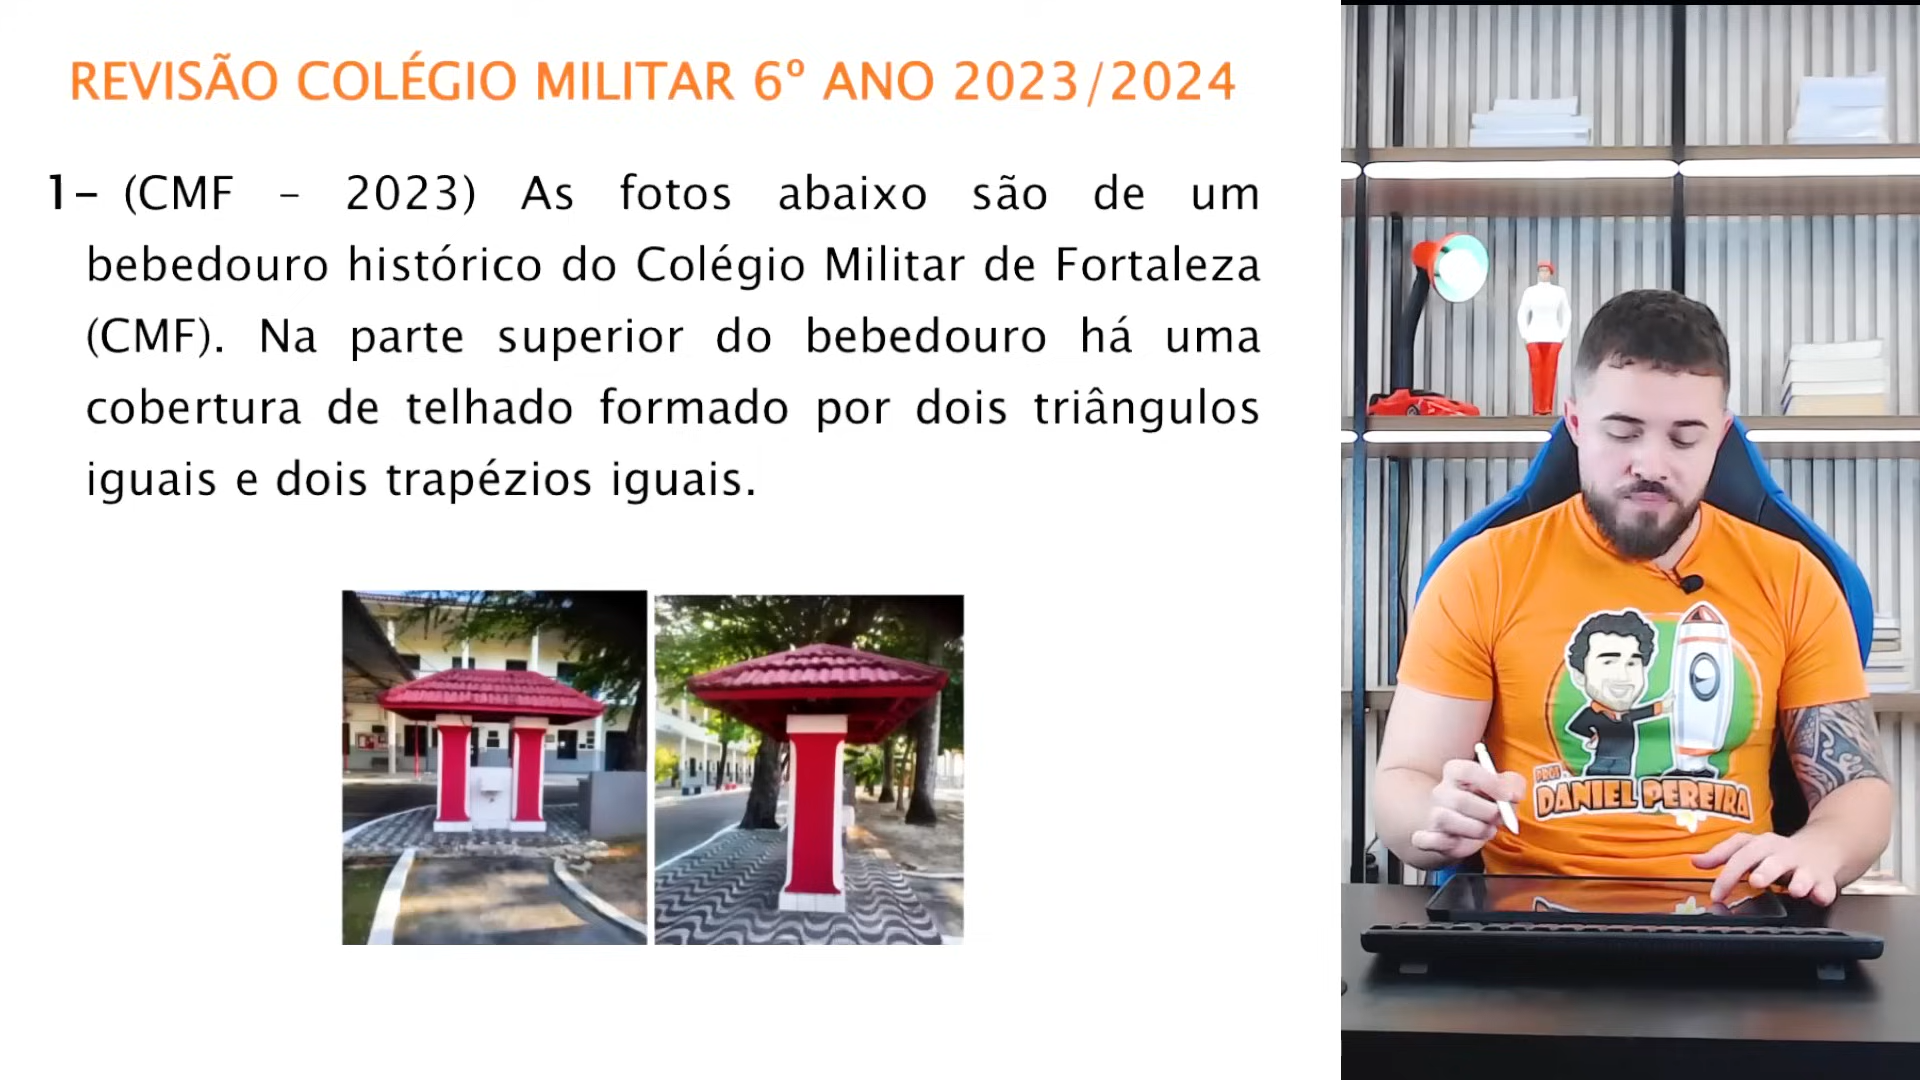 REVISÃO COLÉGIO MILITAR 6º ANO 2023/2024
1- (CMF – 2023) As fotos abaixo são de um
bebedouro histórico do Colégio Militar de Fortaleza
(CMF). Na parte superior do bebedouro há uma
cobertura de telhado formado por dois triângulos
iguais e dois trapézios iguais.
PROF.
DANIEL PEREIRA